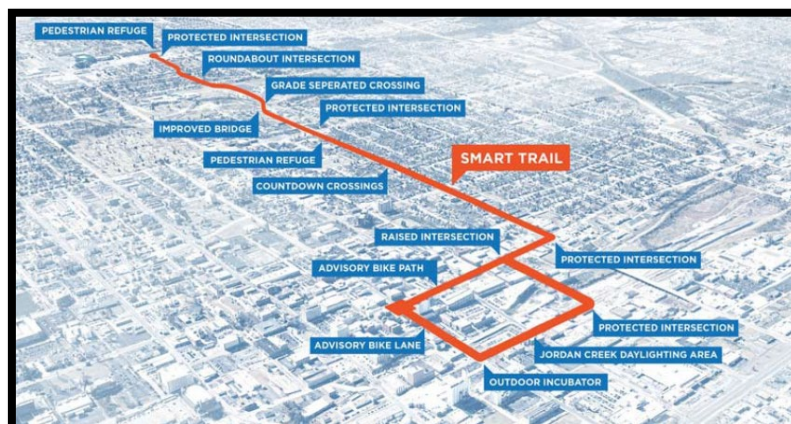 PEDESTRIAN REFUGE
PROTECTED INTERSECTION
ROUNDABOUT INTERSECTION
GRADE SEPERATED CROSSING
PROTECTED INTERSECTION
IMPROVED BRIDGE
PEDESTRIAN REFUGE
SMART TRAIL
COUNTDOWN CROSSINGS
RAISED INTERSECTION
PROTECTED INTERSECTION
ADVISORY BIKE PATH
PROTECTED INTERSECTION
ADVISORY BIKE LANE
JORDAN CREEK DAYLIGHTING AREA
OUTDOOR INCUBATOR